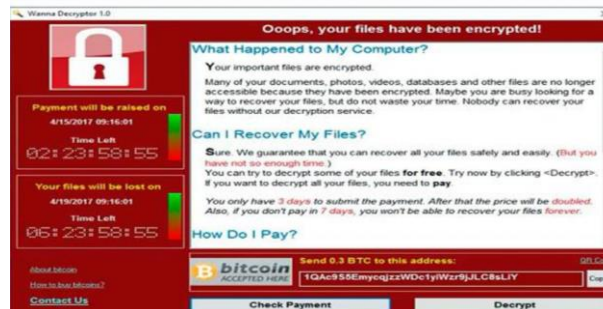 Wanna Decryptor 1.0
Ooops, your files have been encrypted!
What Happened to My Computer?
Your important files are encrypted.
Many of your documents, photos, videos, databases and other files are no longer
accessible because they have been encrypted. Maybe you are busy looking for a
way to recover your files, but do not waste your time. Nobody can recover your
files without our decryption service.
Can I Recover My Files?
Sure. We guarantee that you can recover all your files safely and easily. (But you
have not so enough time.)
You can try to decrypt some of your files for free. Try now by clicking <Decrypt>.
If you want to decrypt all your files, you need to pay.
You only have 3 days to submit the payment. After that the price will be doubled.
Also, if you don't pay in 7 days, you won't be able to recover your files forever.
How Do I Pay?
Payment will be raised on
4/15/2017 09:16:01
Time Left
02:23:58:55
Your files will be lost on
4/19/2017 09:16:01
Time Left
06:23:58:55
About bitcoin
How to buy bitcoins?
Contact Us
bitcoin
ACCEPTED HERE
Send 0.3 BTC to this address:
QR Co
Cop
Check Payment
Decrypt